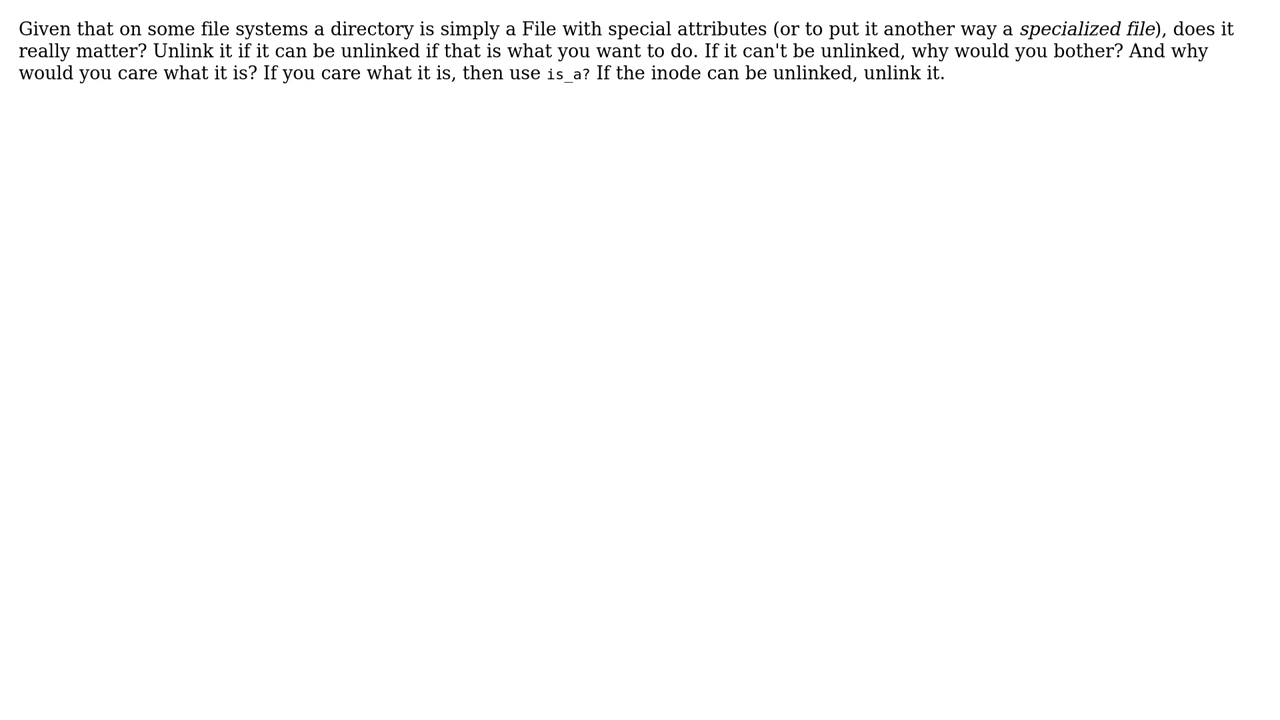 Given that on some file systems a directory is simply a File with special attributes (or to put it another way a specialized file), does it
really matter? Unlink it if it can be unlinked if that is what you want to do. If it can't be unlinked, why would you bother? And why
would you care what it is? If you care what it is, then use is_a? If the inode can be unlinked, unlink it.